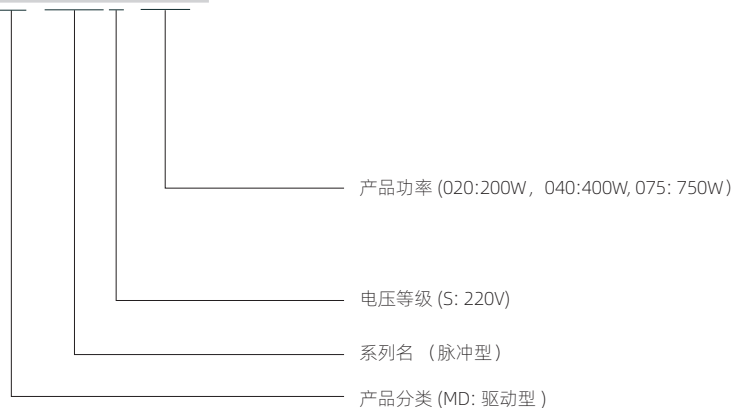 产品功率 (020:200W，040:400W, 075: 750W)
电压等级 (S: 220V)
系列名 （脉冲型）
产品分类 (MD: 驱动型 )